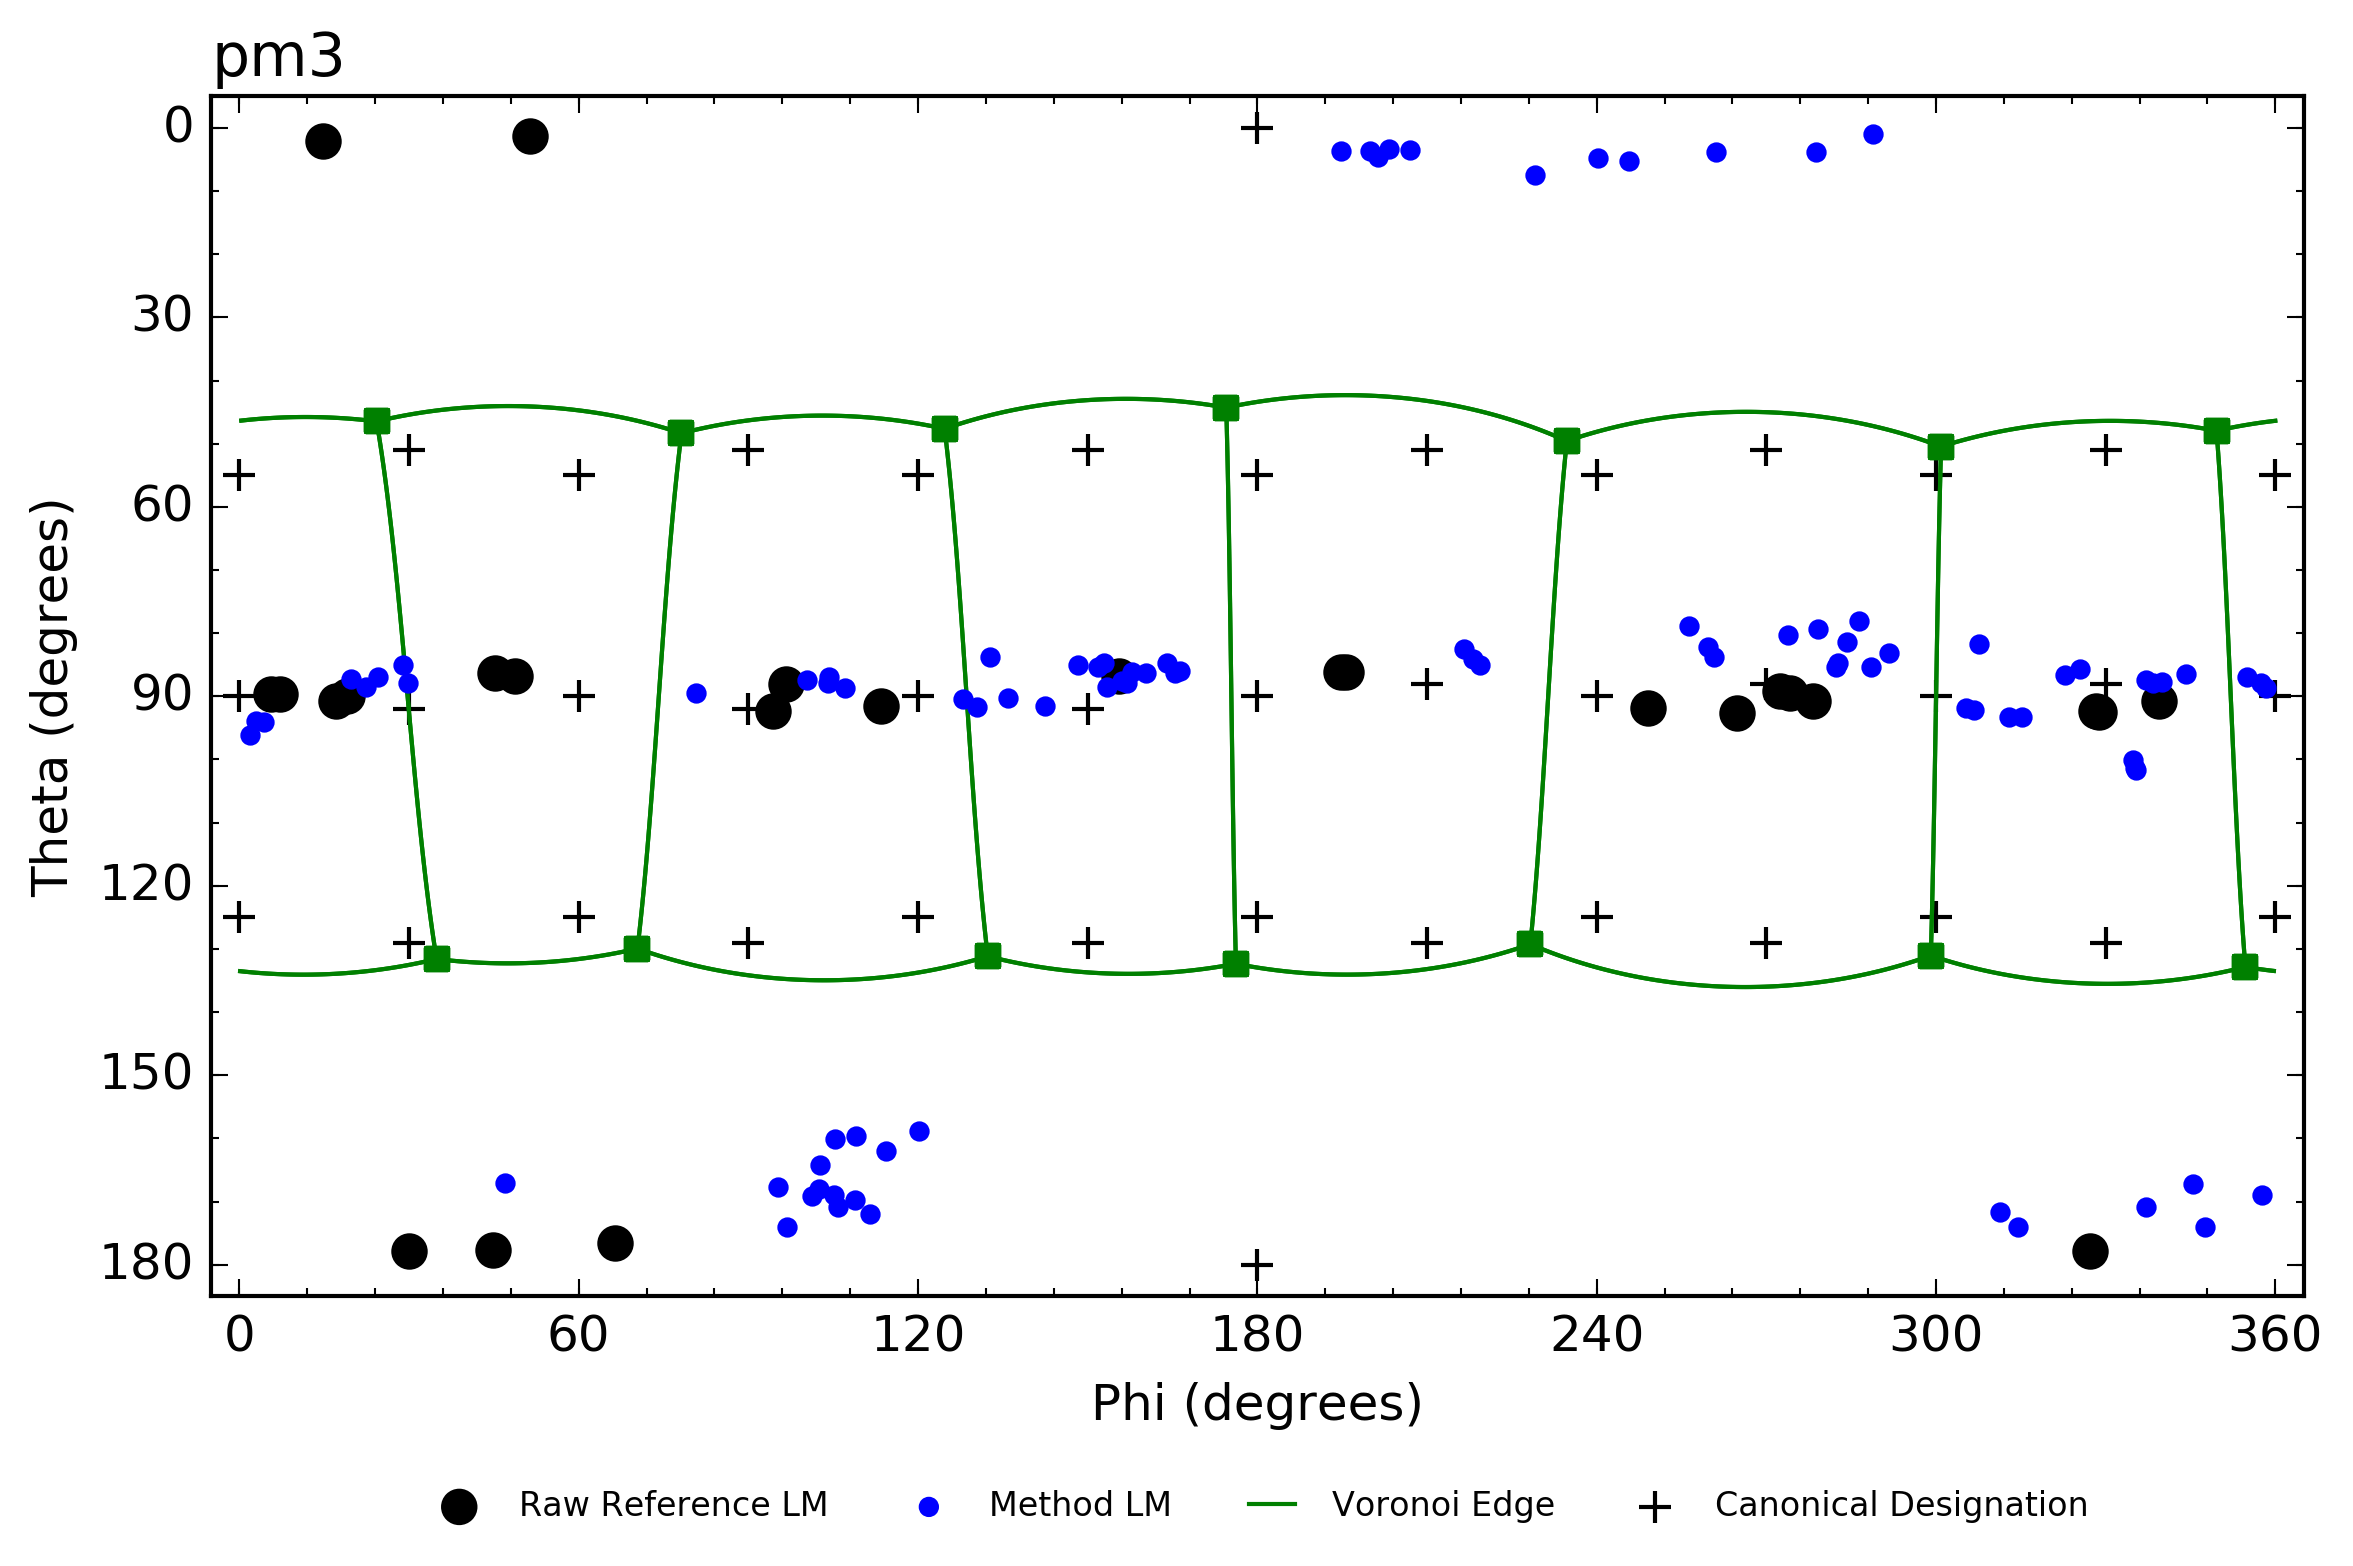 pm3
0
30
60
90
120
150
180
Theta (degrees)
0 60 120 180 240 300 360
Phi (degrees)
Raw Reference LM Method LM Voronoi Edge Canonical Designation